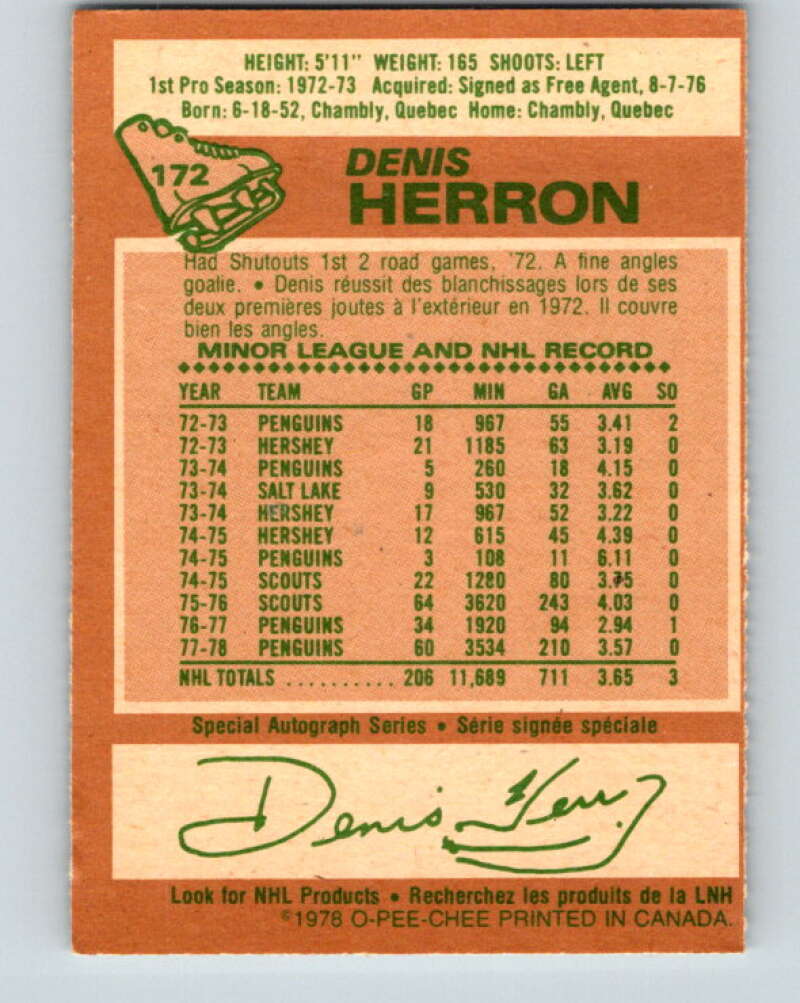 HEIGHT: 5'11" WEIGHT: 165 SHOOTS: LEFT
1st Pro Season: 1972-73 Acquired: Signed as Free Agent, 8-7-76
Born: 6-18-52, Chambly, Quebec Home: Chambly, Quebec
172
DENIS
HERRON
Had Shutouts 1st 2 road games, '72. A fine angles
goalie. • Denis réussit des blanchissages lors de ses
deux premières joutes à l'extérieur en 1972. Il couvre
bien les angles.
MINOR LEAGUE AND NHL RECORD
YEAR TEAM GP MIN GA AVG SO
72-73 PENGUINS 18 967 55 3.41 2
72-73 HERSHEY 21 1185 63 3.19 0
73-74 PENGUINS 5 260 18 4.15 0
73-74 SALT LAKE 9 530 32 3.62 0
73-74 HERSHEY 17 967 52 3.22 0
74-75 HERSHEY 12 615 45 4.39 0
74-75 PENGUINS 3 108 11 6.11 0
74-75 SCOUTS 22 1280 80 3.75 0
75-76 SCOUTS 64 3620 243 4.03 0
76-77 PENGUINS 34 1920 94 2.94 1
77-78 PENGUINS 60 3534 210 3.57 0
NHL TOTALS .......... 206 11,689 711 3.65 3
Special Autograph Series • Série signée spéciale
Denis Herron
Look for NHL Products • Recherchez les produits de la LNH
©1978 O-PEE-CHEE PRINTED IN CANADA.